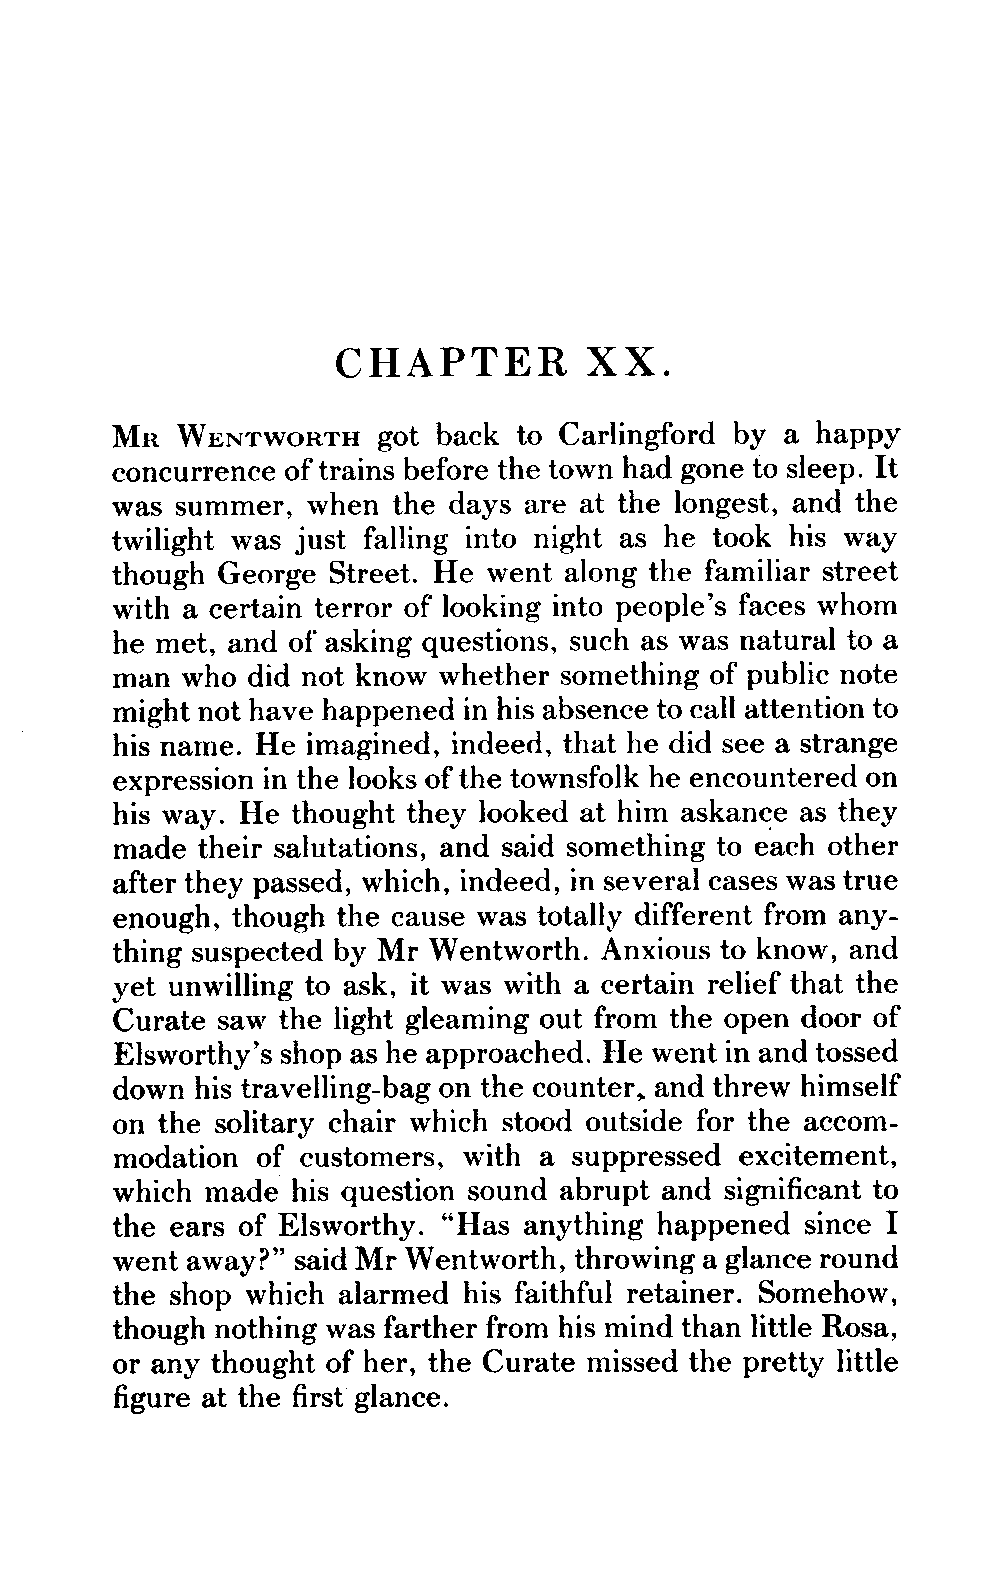 CHAPTER XX.
MR WENTWORTH got back to Carlingford by a happy
concurrence of trains before the town had gone to sleep. It
was summer, when the days are at the longest, and the
twilight was just falling into night as he took his way
though George Street. He went along the familiar street
with a certain terror of looking into people's faces whom
he met, and of asking questions, such as was natural to a
man who did not know whether something of public note
might not have happened in his absence to call attention to
his name. He imagined, indeed, that he did see a strange
expression in the looks of the townsfolk he encountered on
his way. He thought they looked at him askance as they
made their salutations, and said something to each other
after they passed, which, indeed, in several cases was true
enough, though the cause was totally different from any-
thing suspected by Mr Wentworth. Anxious to know, and
yet unwilling to ask, it was with a certain relief that the
Curate saw the light gleaming out from the open door of
Elsworthy's shop as he approached. He went in and tossed
down his travelling-bag on the counter, and threw himself
on the solitary chair which stood outside for the accom-
modation of customers, with a suppressed excitement,
which made his question sound abrupt and significant to
the ears of Elsworthy. “Has anything happened since I
went away?” said Mr Wentworth, throwing a glance round
the shop which alarmed his faithful retainer. Somehow,
though nothing was farther from his mind than little Rosa,
or any thought of her, the Curate missed the pretty little
figure at the first glance.